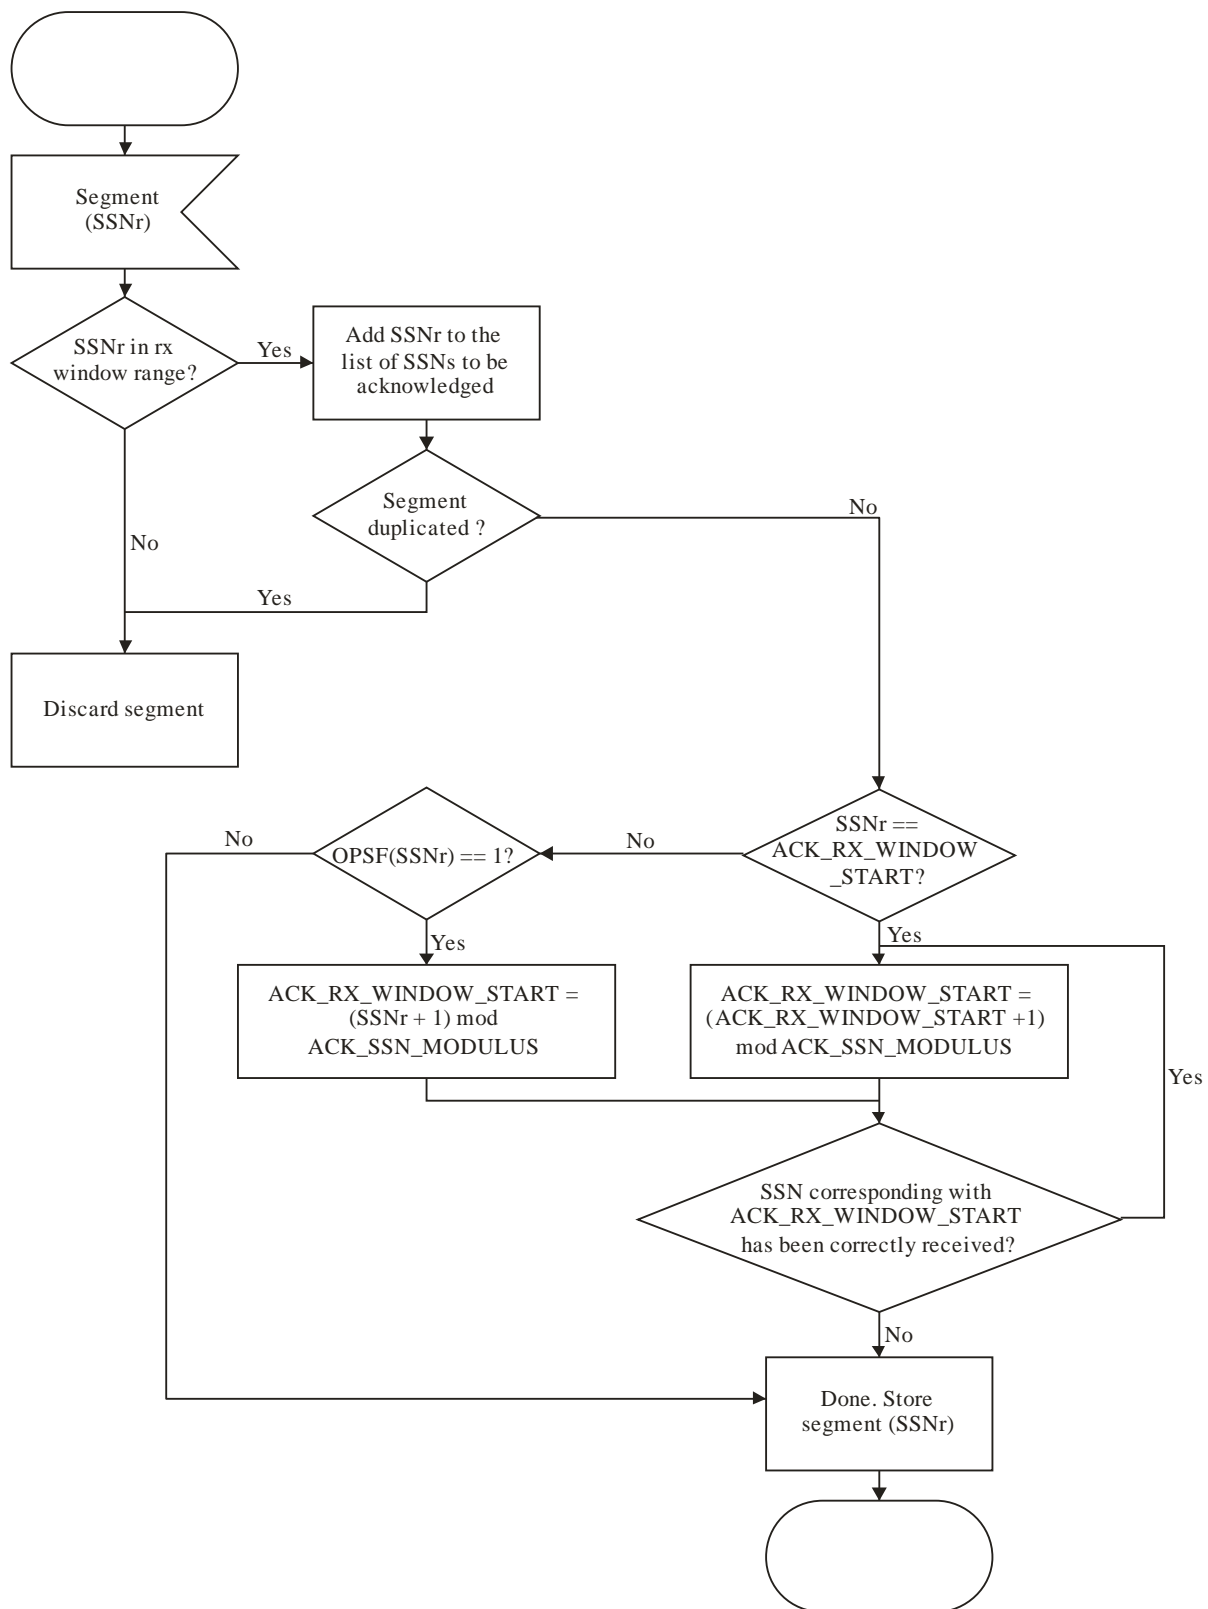 Segment
(SSNr)
SSNr in rx
window range?
Yes
Add SSNr to the
list of SSNs to be
acknowledged
Segment
duplicated ?
No
No
Yes
Discard segment
SSNr ==
ACK_RX_WINDOW
_START?
No
OPSF(SSNr) == 1?
No
Yes
Yes
ACK_RX_WINDOW_START =
(SSNr + 1) mod
ACK_SSN_MODULUS
ACK_RX_WINDOW_START =
(ACK_RX_WINDOW_START +1)
mod ACK_SSN_MODULUS
Yes
SSN corresponding with
ACK_RX_WINDOW_START
has been correctly received?
No
Done. Store
segment (SSNr)